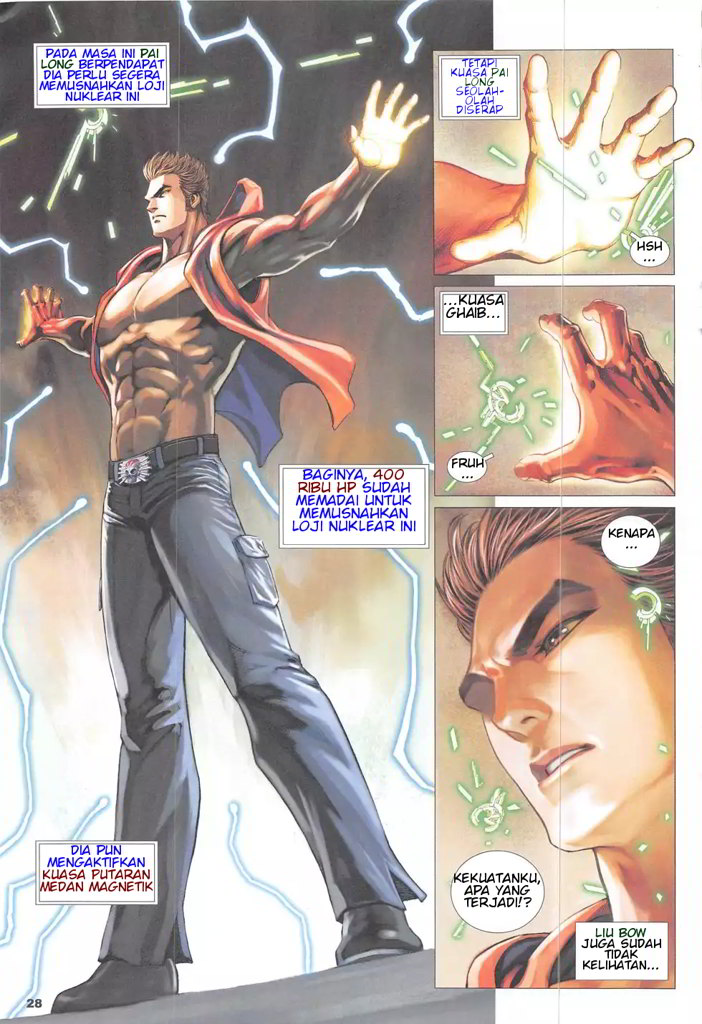 PADA MASA INI PAI
LONG BERPENDAPAT
DIA PERLU SEGERA
MEMUSNAHKAN LOJI
NUKLEAR INI
TETAPI
KUASA PAI
LONG
SEOLAH-
OLAH
DISERAP
HSH
...
...KUASA
GHAIB...
FRUH
...
BAGINYA, 400
RIBU HP SUDAH
MEMADAI UNTUK
MEMUSNAHKAN
LOJI NUKLEAR INI
KENAPA
...
DIA PUN
MENGAKTIFKAN
KUASA PUTARAN
MEDAN MAGNETIK
KEKUATANKU,
APA YANG
TERJADI!?
LIU BOW
JUGA SUDAH
TIDAK
KELIHATAN...
28